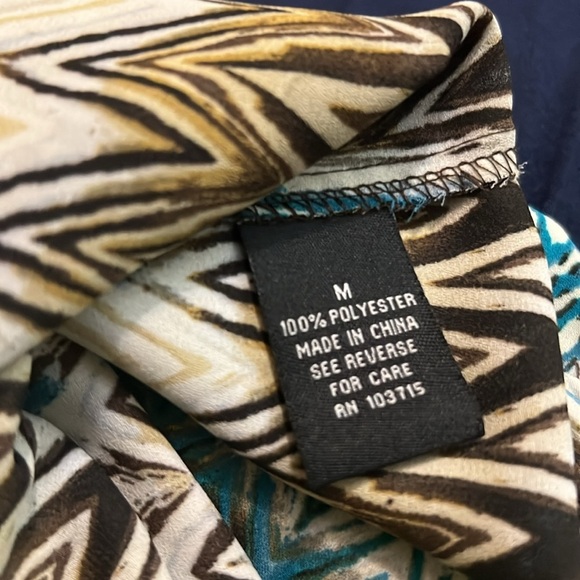 M
100% POLYESTER
MADE IN CHINA
SEE REVERSE
FOR CARE
RN 103715